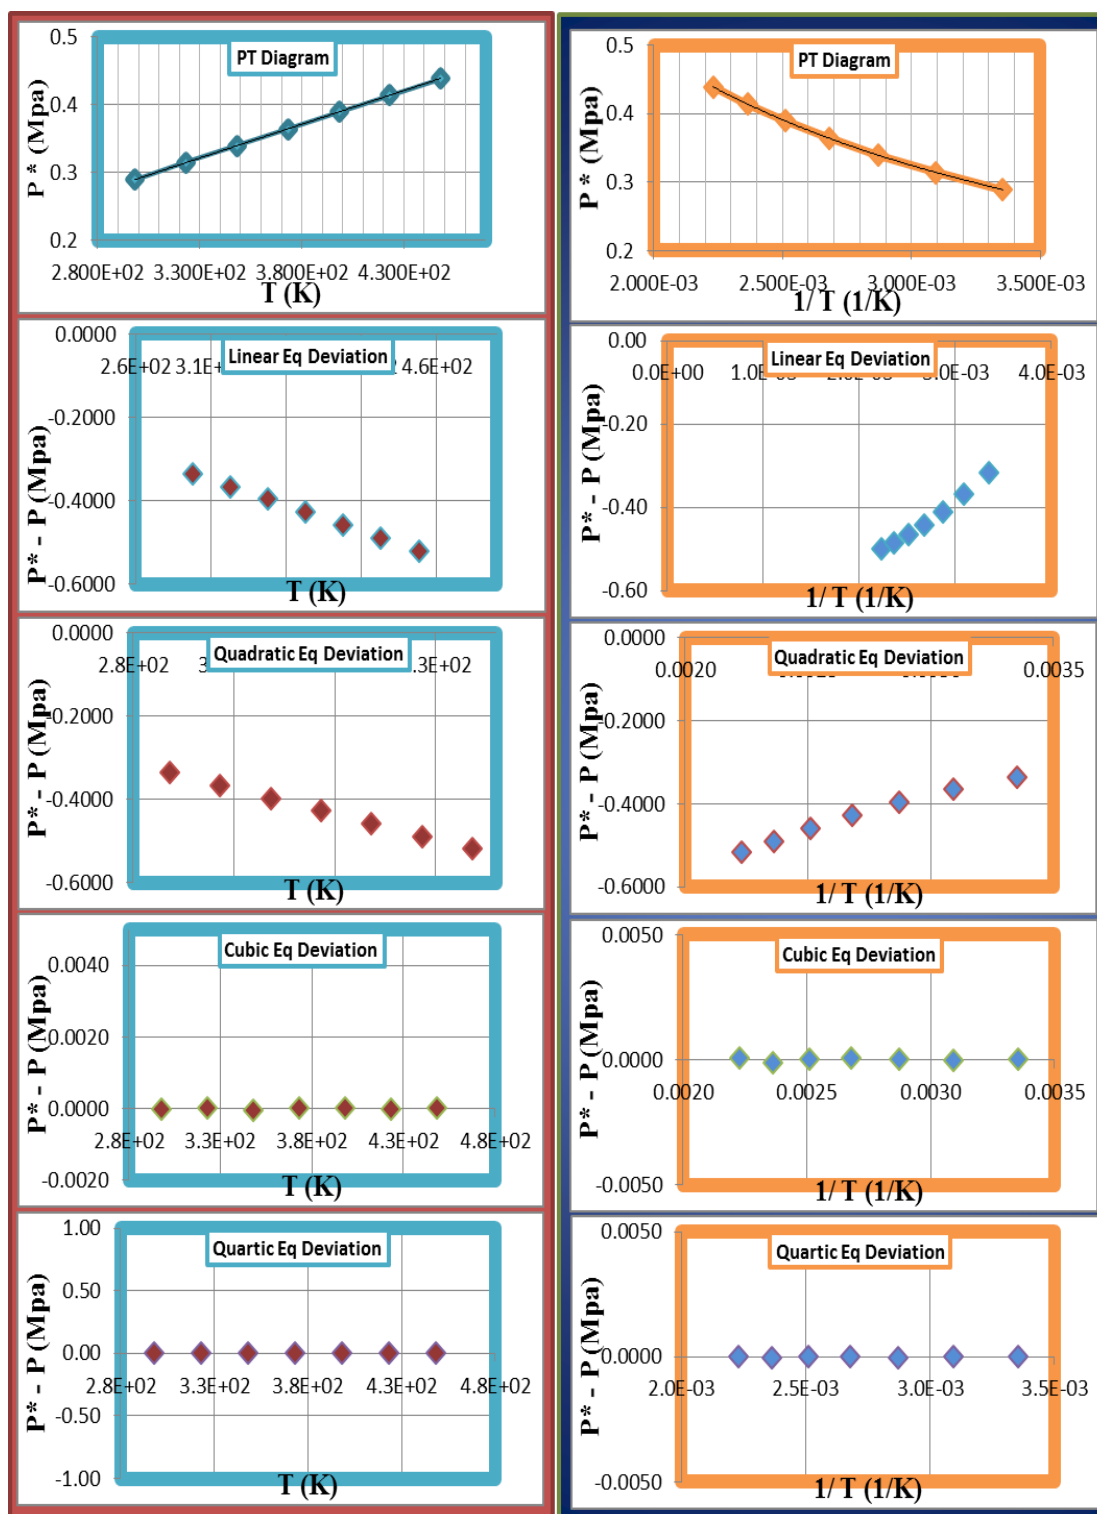 PT Diagram
P * (Mpa)
0.5
0.4
0.3
0.2
2.800E+02 3.300E+02 3.800E+02 4.300E+02
T (K)
PT Diagram
P * (Mpa)
0.5
0.4
0.3
0.2
2.000E-03 2.500E-03 3.000E-03 3.500E-03
1/ T (1/K)
Linear Eq Deviation
P* - P (Mpa)
0.0000
2.6E+02 4.6E+02
-0.2000
-0.4000
-0.6000
T (K)
Linear Eq Deviation
P* - P (Mpa)
0.00
0.0E+00 4.0E-03
-0.20
-0.40
-0.60
1/ T (1/K)
Quadratic Eq Deviation
P* - P (Mpa)
0.0000
2.8E+02
-0.2000
-0.4000
-0.6000
T (K)
Quadratic Eq Deviation
P* - P (Mpa)
0.0000
0.0020 0.0035
-0.2000
-0.4000
-0.6000
1/ T (1/K)
Cubic Eq Deviation
P* - P (Mpa)
0.0040
0.0020
0.0000
2.8E+02 3.3E+02 3.8E+02 4.3E+02 4.8E+02
-0.0020
T (K)
Cubic Eq Deviation
P* - P (Mpa)
0.0050
0.0000
0.0020 0.0025 0.0030 0.0035
-0.0050
1/ T (1/K)
Quartic Eq Deviation
P* - P (Mpa)
1.00
0.50
0.00
2.8E+02 3.3E+02 3.8E+02 4.3E+02 4.8E+02
-0.50
-1.00
T (K)
Quartic Eq Deviation
P* - P (Mpa)
0.0050
0.0000
2.0E-03 2.5E-03 3.0E-03 3.5E-03
-0.0050
1/ T (1/K)